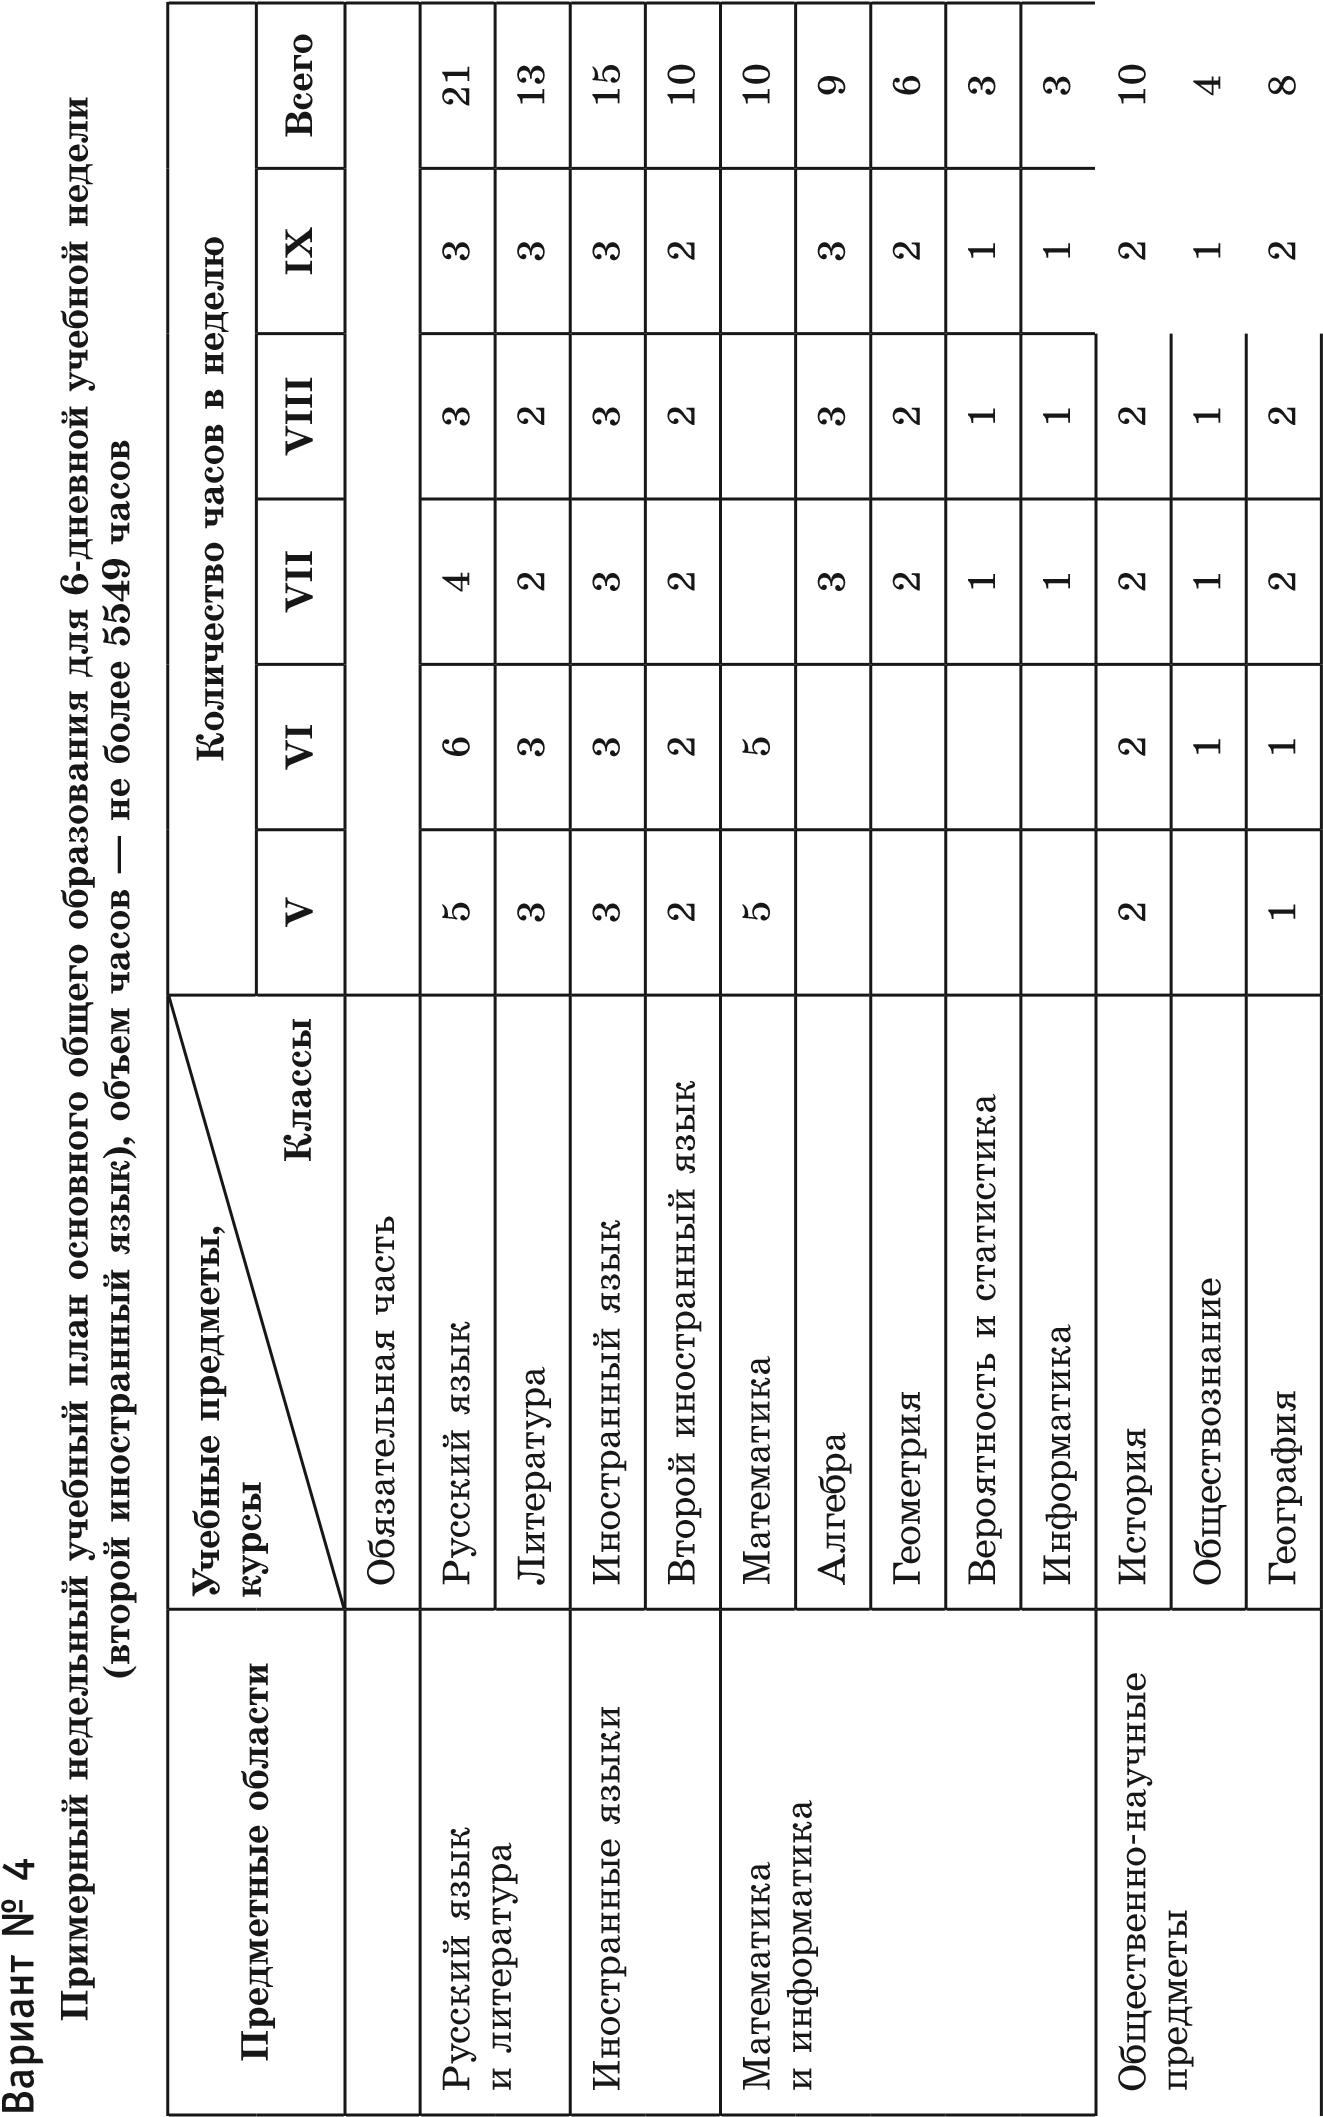 Вариант № 4
Примерный недельный учебный план основного общего образования для 6-дневной учебной недели
(второй иностранный язык), объем часов — не более 5549 часов
Предметные области
Учебные предметы,
курсы
Классы
Количество часов в неделю
V VI VII VIII IX Всего
Обязательная часть
Русский язык
и литература
Русский язык 5 6 4 3 3 21
Литература 3 3 2 2 3 13
Иностранные языки
Иностранный язык 3 3 3 3 3 15
Второй иностранный язык 2 2 2 2 2 10
Математика
и информатика
Математика 5 5 10
Алгебра 3 3 3 9
Геометрия 2 2 2 6
Вероятность и статистика 1 1 1 3
Информатика 1 1 1 3
Общественно-научные
предметы
История 2 2 2 2 2 10
Обществознание 1 1 1 1 4
География 1 1 2 2 2 8